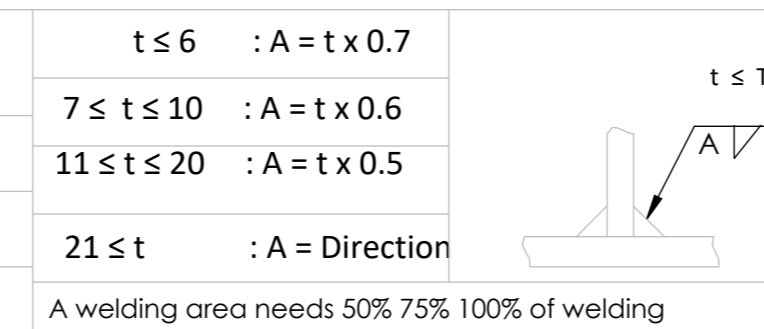 t ≤ 6 : A = t x 0.7
t ≤ T
7 ≤ t ≤ 10 : A = t x 0.6
A
11 ≤ t ≤ 20 : A = t x 0.5
21 ≤ t : A = Direction
A welding area needs 50% 75% 100% of welding